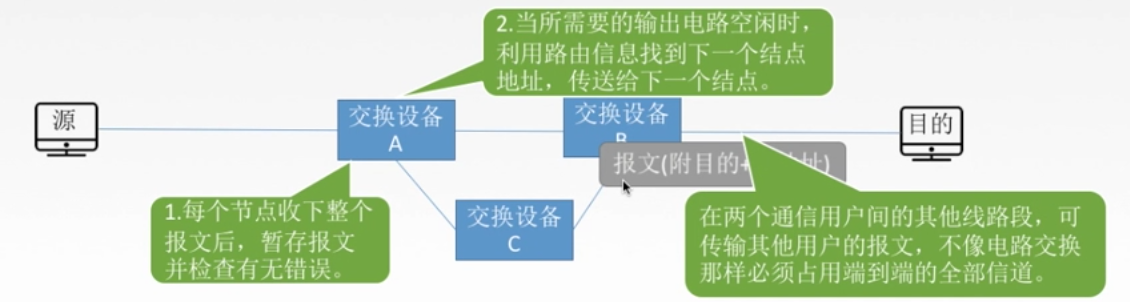 2.当所需要的输出电路空闲时，
利用路由信息找到下一个结点
地址，传送给下一个结点。
源
交换设备
A
交换设备
B
目的
报文(附目的+
址)
1.每个节点收下整个
报文后，暂存报文
并检查有无错误。
交换设备
C
在两个通信用户间的其他线路段，可
传输其他用户的报文，不像电路交换
那样必须占用端到端的全部信道。